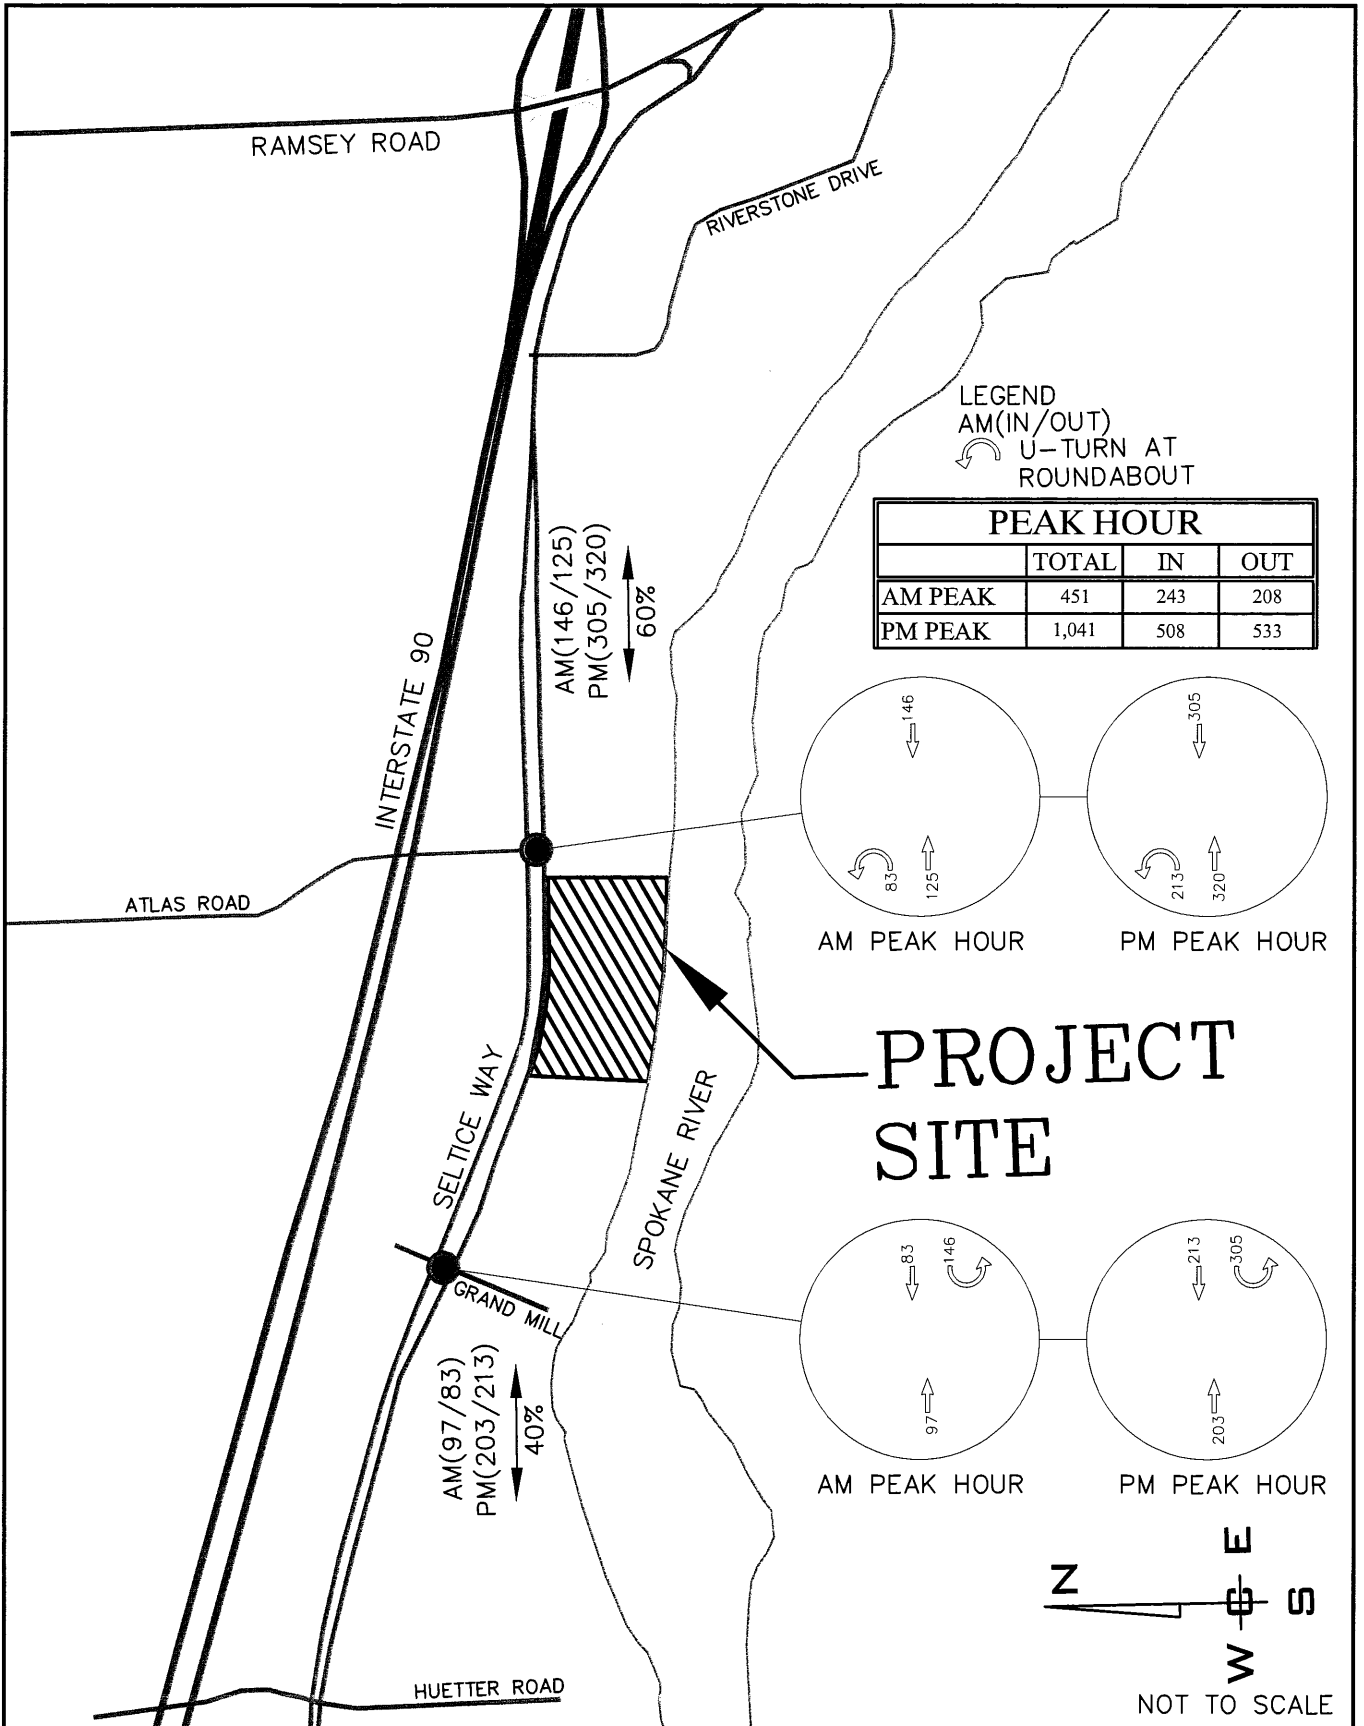 RAMSEY ROAD
RIVERSTONE DRIVE
LEGEND
AM(IN/OUT)
U-TURN AT
ROUNDABOUT
PEAK HOUR
TOTAL IN OUT
AM PEAK 451 243 208
PM PEAK 1,041 508 533
AM(146/125)
PM(305/320)
60%
INTERSTATE 90
146
83
125
AM PEAK HOUR
305
213
320
PM PEAK HOUR
ATLAS ROAD
PROJECT
SITE
SELTICE WAY
SPOKANE RIVER
GRAND MILL
83
146
97
AM PEAK HOUR
213
305
203
PM PEAK HOUR
AM(97/83)
PM(203/213)
40%
N
E
S
W
HUETTER ROAD
NOT TO SCALE